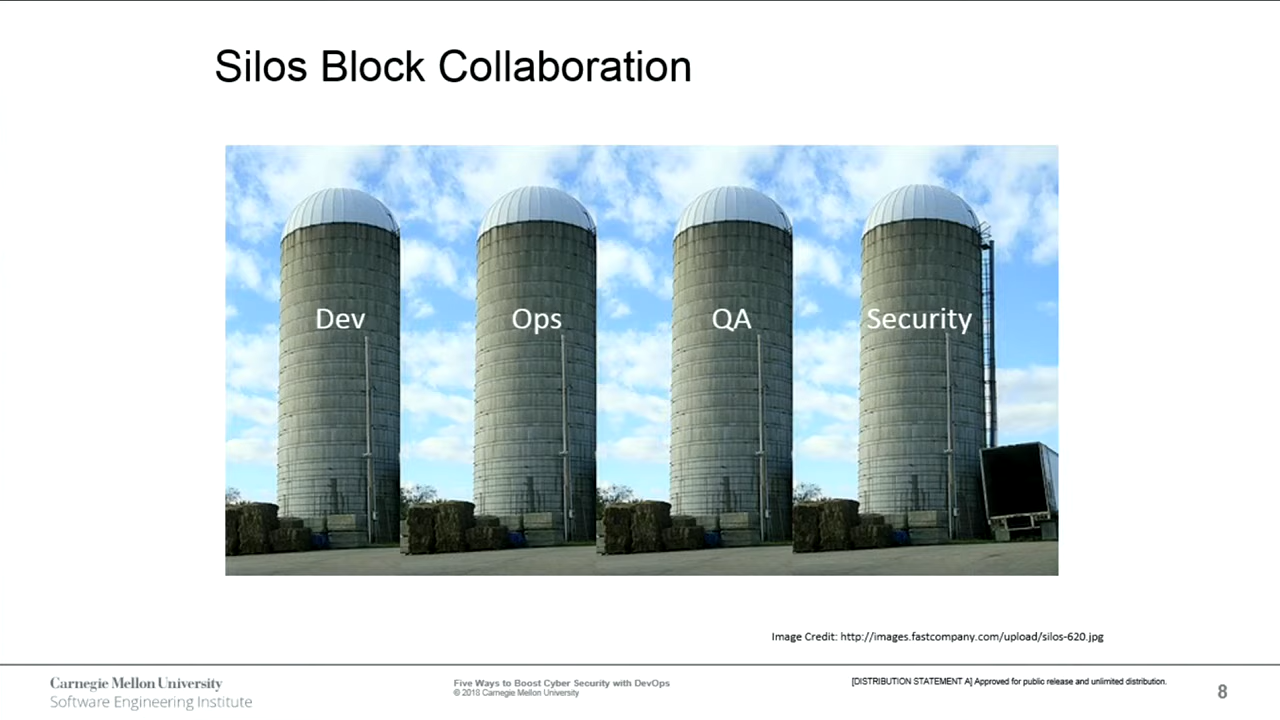 Silos Block Collaboration
Dev
Ops
QA
Security
Image Credit: http://images.fastcompany.com/upload/silos-620.jpg
Carnegie Mellon University
Software Engineering Institute
Five Ways to Boost Cyber Security with DevOps
© 2018 Carnegie Mellon University
[DISTRIBUTION STATEMENT A] Approved for public release and unlimited distribution.
8